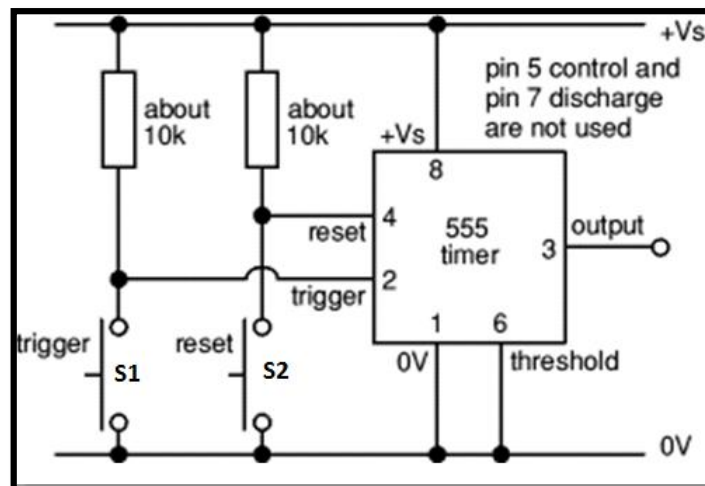 +Vs
pin 5 control and
pin 7 discharge
are not used
about
10k
about
10k
+Vs
8
4
reset
555
timer
3
output
2
trigger
trigger
S1
reset
S2
1
6
0V
threshold
0V